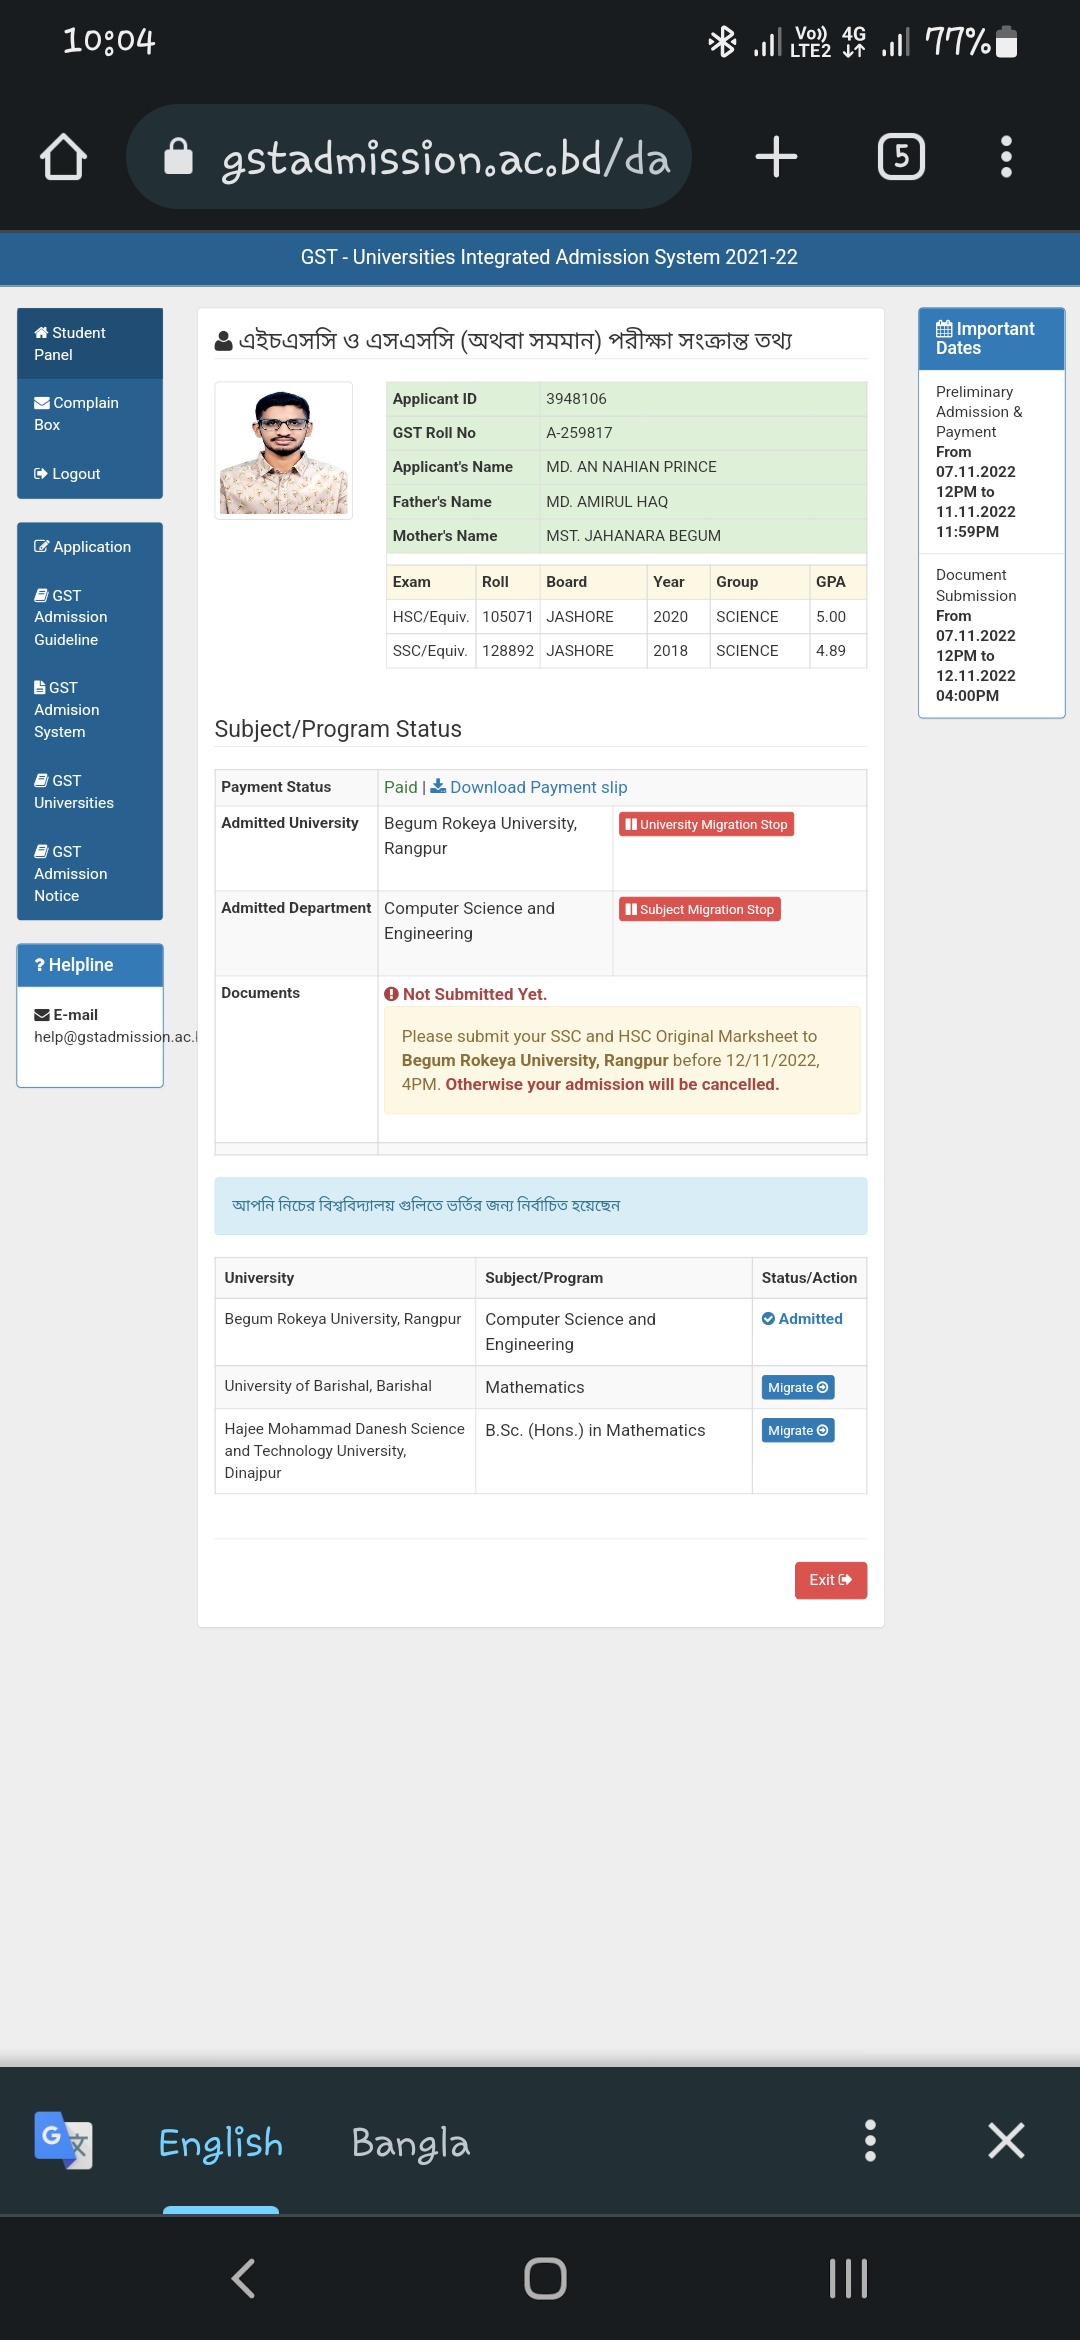 10:04
Vo)) LTE2 4G 77%
gstadmission.ac.bd/da
5
GST - Universities Integrated Admission System 2021-22
Student Panel
Complain Box
Logout
Application
GST Admission Guideline
GST Admision System
GST Universities
GST Admission Notice
? Helpline
E-mail
help@gstadmission.ac.
এইচএসসি ও এসএসসি (অথবা সমমান) পরীক্ষা সংক্রান্ত তথ্য
Applicant ID 3948106
GST Roll No A-259817
Applicant's Name MD. AN NAHIAN PRINCE
Father's Name MD. AMIRUL HAQ
Mother's Name MST. JAHANARA BEGUM
Exam Roll Board Year Group GPA
HSC/Equiv. 105071 JASHORE 2020 SCIENCE 5.00
SSC/Equiv. 128892 JASHORE 2018 SCIENCE 4.89
Subject/Program Status
Payment Status Paid | Download Payment slip
Admitted University Begum Rokeya University, Rangpur University Migration Stop
Admitted Department Computer Science and Engineering Subject Migration Stop
Documents Not Submitted Yet.
Please submit your SSC and HSC Original Marksheet to
Begum Rokeya University, Rangpur before 12/11/2022,
4PM. Otherwise your admission will be cancelled.
আপনি নিচের বিশ্ববিদ্যালয় গুলিতে ভর্তির জন্য নির্বাচিত হয়েছেন
University Subject/Program Status/Action
Begum Rokeya University, Rangpur Computer Science and Engineering Admitted
University of Barishal, Barishal Mathematics Migrate
Hajee Mohammad Danesh Science and Technology University, Dinajpur B.Sc. (Hons.) in Mathematics Migrate
Exit
Important Dates
Preliminary
Admission &
Payment
From
07.11.2022
12PM to
11.11.2022
11:59PM
Document
Submission
From
07.11.2022
12PM to
12.11.2022
04:00PM
G 文 English Bangla